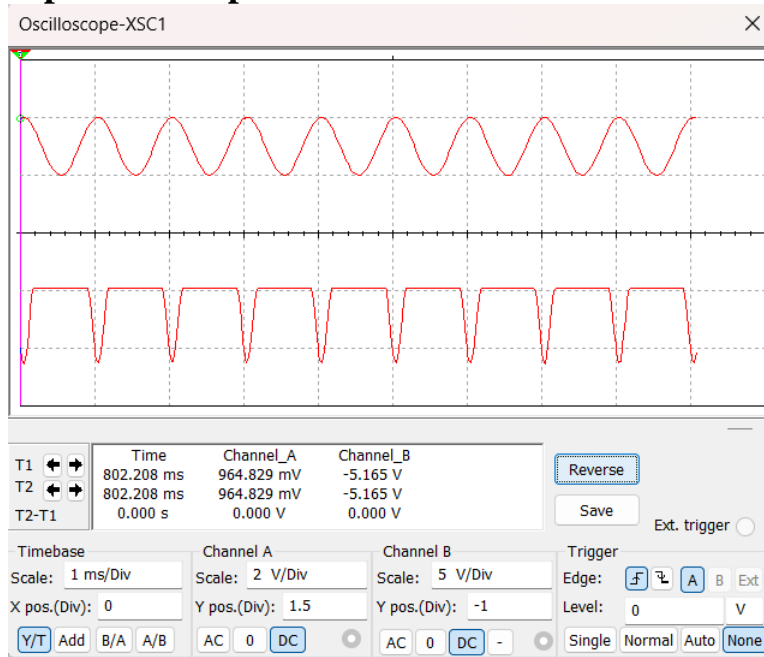 Oscilloscope-XSC1
Time Channel_A Channel_B
T1 802.208 ms 964.829 mV -5.165 V
T2 802.208 ms 964.829 mV -5.165 V
T2-T1 0.000 s 0.000 V 0.000 V
Reverse
Save
Ext. trigger
Timebase
Scale: 1 ms/Div
X pos.(Div): 0
Y/T Add B/A A/B
Channel A
Scale: 2 V/Div
Y pos.(Div): 1.5
AC 0 DC
Channel B
Scale: 5 V/Div
Y pos.(Div): -1
AC 0 DC -
Trigger
Edge: A B Ext
Level: 0 V
Single Normal Auto None